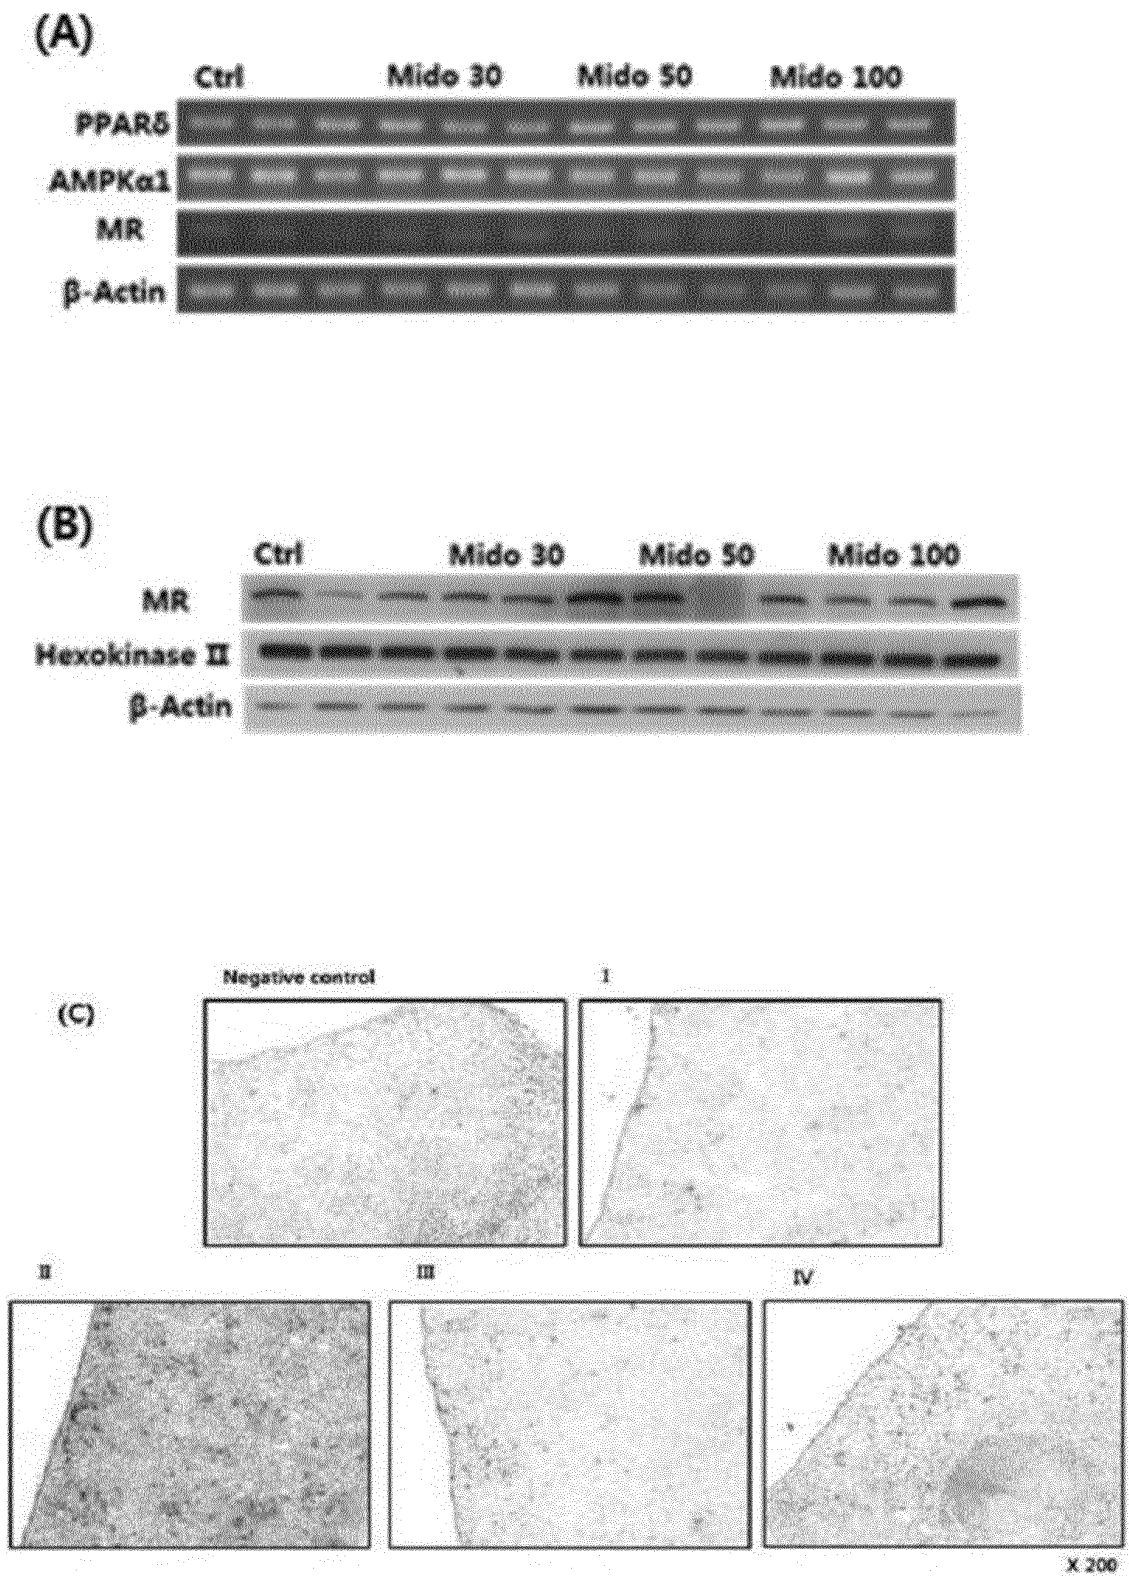 (A)
Ctrl Mido 30 Mido 50 Mido 100
PPARδ
AMPKα1
MR
β-Actin
(B)
Ctrl Mido 30 Mido 50 Mido 100
MR
Hexokinase Ⅱ
β-Actin
Negative control Ⅰ
(C)
Ⅱ Ⅲ Ⅳ
X 200